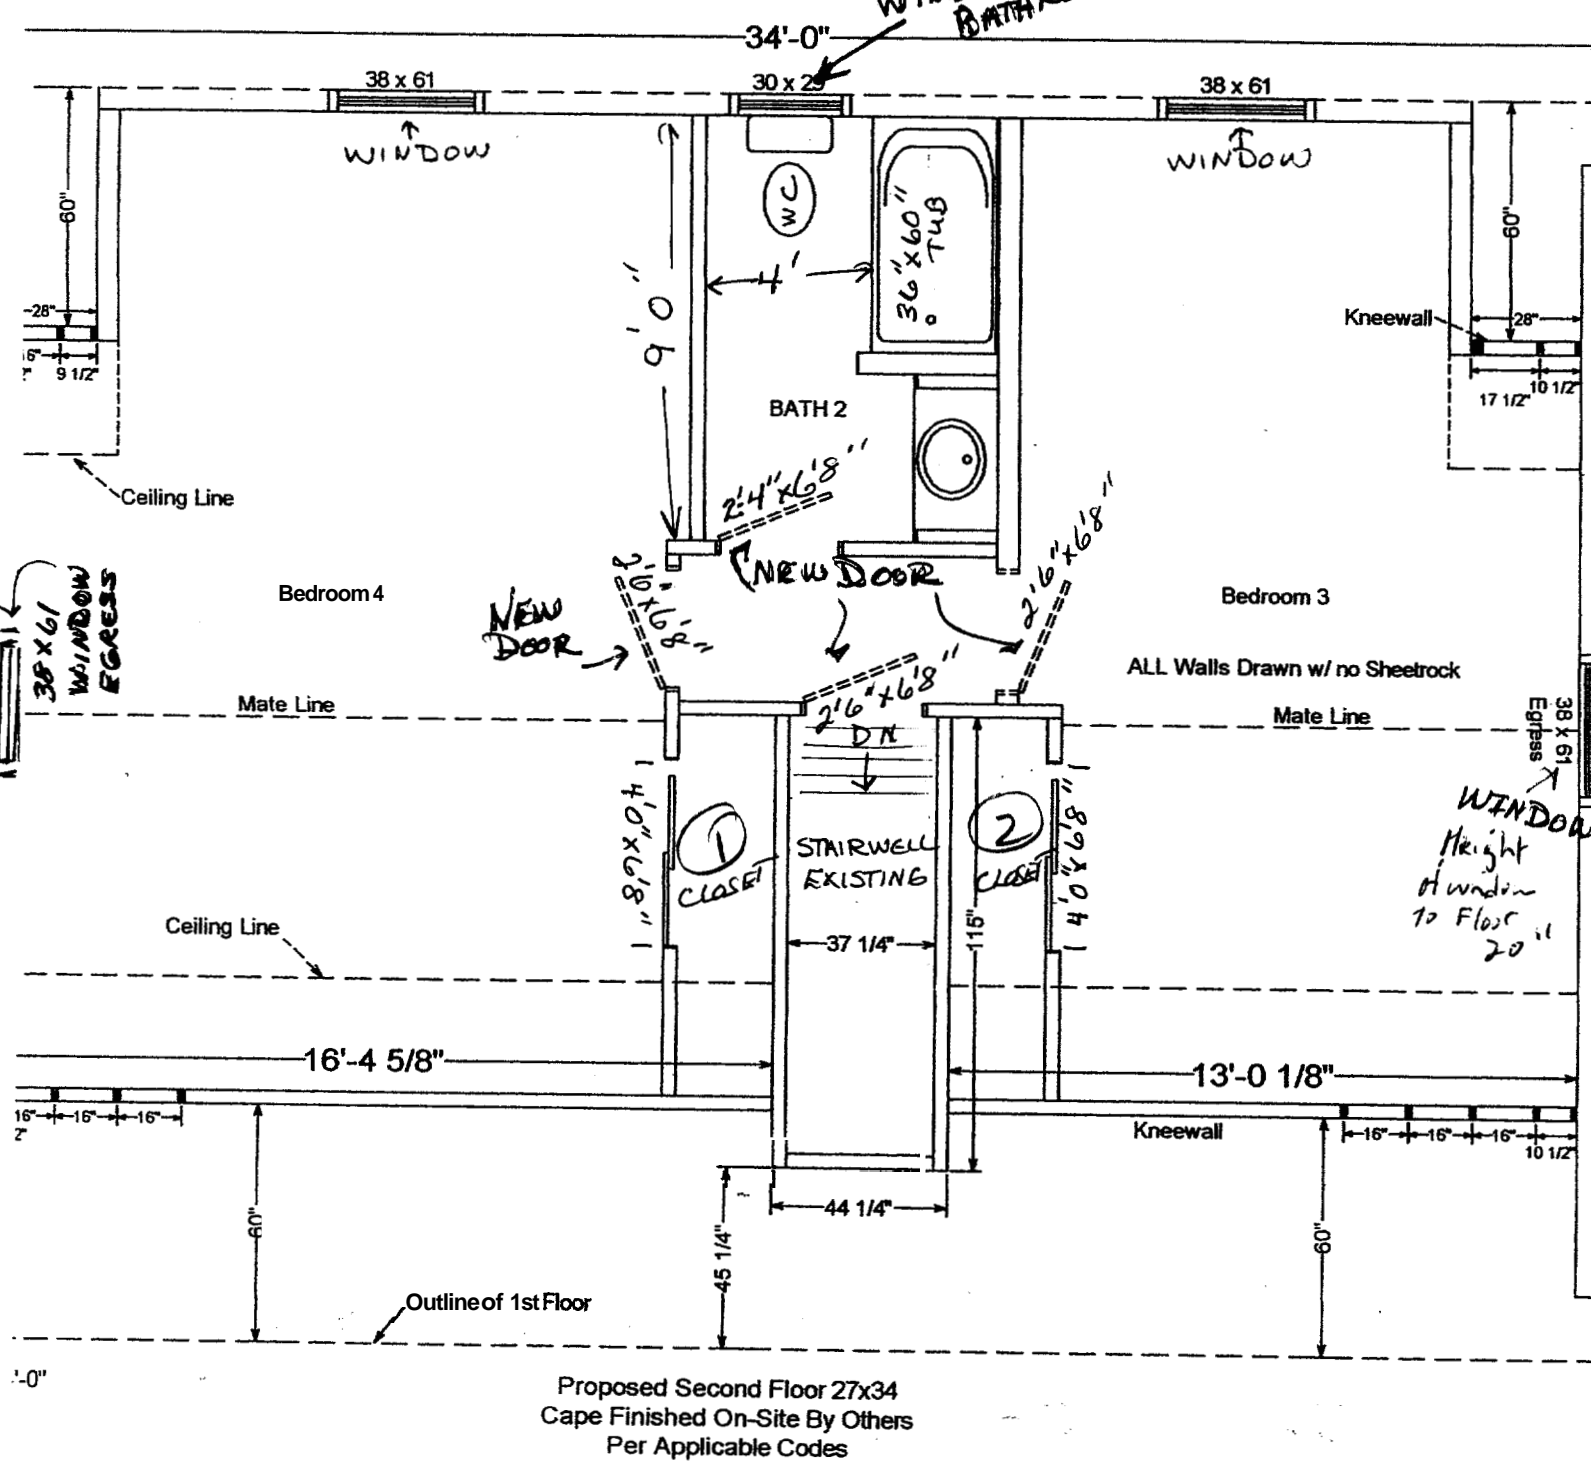 34'-0"
38 x 61
30 x 29
38 x 61
WINDOW
WINDOW
60"
60"
WC
36"x60"
TUB
4'
9'0"
28"
9 1/2"
Kneewall
28"
17 1/2"
10 1/2"
BATH 2
Ceiling Line
2'4"x6'8"
NEW DOOR
2'6"x6'8"
2'6"x6'8"
38 x 61
WINDOW
EGRESS
Bedroom 4
NEW
DOOR
Bedroom 3
ALL Walls Drawn w/ no Sheetrock
2'6"x6'8"
Mate Line
Mate Line
38 x 61
Egress
DN
WINDOW
Height
of window
to Floor
20"
4'0"x6'8"
1
CLOSET
STAIRWELL
EXISTING
2
CLOSET
4'0"x6'8"
Ceiling Line
37 1/4"
115"
16'-4 5/8"
13'-0 1/8"
16"
16"
16"
Kneewall
16"
16"
16"
10 1/2"
44 1/4"
60"
45 1/4"
60"
Outline of 1st Floor
'-0"
Proposed Second Floor 27x34
Cape Finished On-Site By Others
Per Applicable Codes